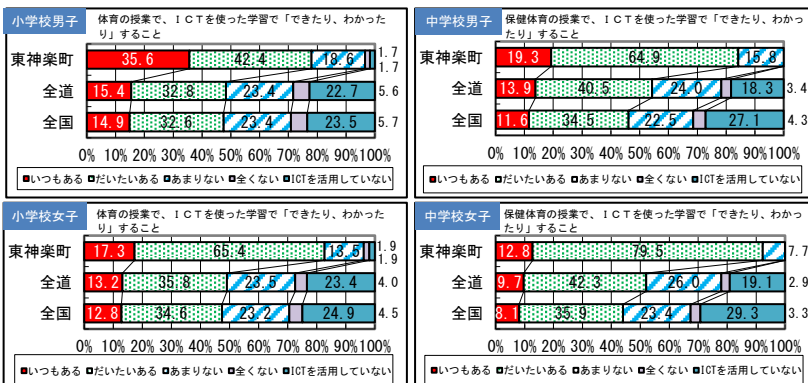 小学校男子
体育の授業で、ＩＣＴを使った学習で「できたり、わかった
り」すること
東神楽町
35.6 42.4 18.6 1.7
1.7
全道
15.4 32.8 23.4 22.7 5.6
全国
14.9 32.6 23.4 23.5 5.7
0% 10% 20% 30% 40% 50% 60% 70% 80% 90% 100%
■いつもある □だいたいある □あまりない □全くない ■ICTを活用していない
中学校男子
保健体育の授業で、ＩＣＴを使った学習で「できたり、わかっ
たり」すること
東神楽町
19.3 64.9 15.8
全道
13.9 40.5 24.0 18.3 3.4
全国
11.6 34.5 22.5 27.1 4.3
0% 10% 20% 30% 40% 50% 60% 70% 80% 90% 100%
■いつもある □だいたいある □あまりない □全くない ■ICTを活用していない
小学校女子
体育の授業で、ＩＣＴを使った学習で「できたり、わかった
り」すること
東神楽町
17.3 65.4 13.5 1.9
1.9
全道
13.2 35.8 23.5 23.4 4.0
全国
12.8 34.6 23.2 24.9 4.5
0% 10% 20% 30% 40% 50% 60% 70% 80% 90% 100%
■いつもある □だいたいある □あまりない □全くない ■ICTを活用していない
中学校女子
保健体育の授業で、ＩＣＴを使った学習で「できたり、わかっ
たり」すること
東神楽町
12.8 79.5 7.7
全道
9.7 42.3 26.0 19.1 2.9
全国
8.1 35.9 23.4 29.3 3.3
0% 10% 20% 30% 40% 50% 60% 70% 80% 90% 100%
■いつもある □だいたいある □あまりない □全くない ■ICTを活用していない